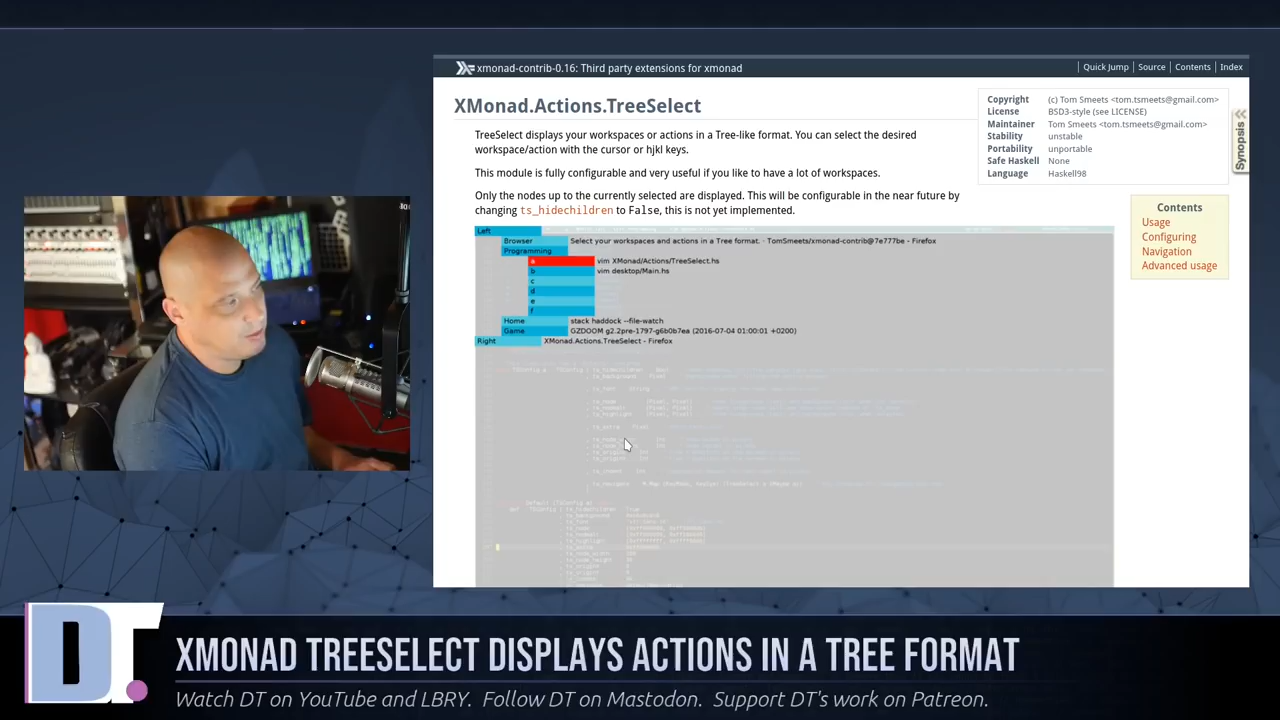 xmonad-contrib-0.16: Third party extensions for xmonad
Quick Jump Source Contents Index
XMonad.Actions.TreeSelect
Copyright (c) Tom Smeets <tom.tsmeets@gmail.com>
License BSD3-style (see LICENSE)
Maintainer Tom Smeets <tom.tsmeets@gmail.com>
Stability unstable
Portability unportable
Safe Haskell None
Language Haskell98
Synopsis
TreeSelect displays your workspaces or actions in a Tree-like format. You can select the desired
workspace/action with the cursor or hjkl keys.
This module is fully configurable and very useful if you like to have a lot of workspaces.
Only the nodes up to the currently selected are displayed. This will be configurable in the near future by
changing ts_hidechildren to False, this is not yet implemented.
Contents
Usage
Configuring
Navigation
Advanced usage
Left
Browser Select your workspaces and actions in a Tree format. · TomSmeets/xmonad-contrib@7e777be - Firefox
Programming
a vim XMonad/Actions/TreeSelect.hs
b vim desktop/Main.hs
c
d
e
f
Home stack haddock --file-watch
Game GZDOOM g2.2pre-1797-g6b0b7ea (2016-07-04 01:00:01 +0200)
Right XMonad.Actions.TreeSelect - Firefox
DT.
XMONAD TREESELECT DISPLAYS ACTIONS IN A TREE FORMAT
Watch DT on YouTube and LBRY. Follow DT on Mastodon. Support DT's work on Patreon.